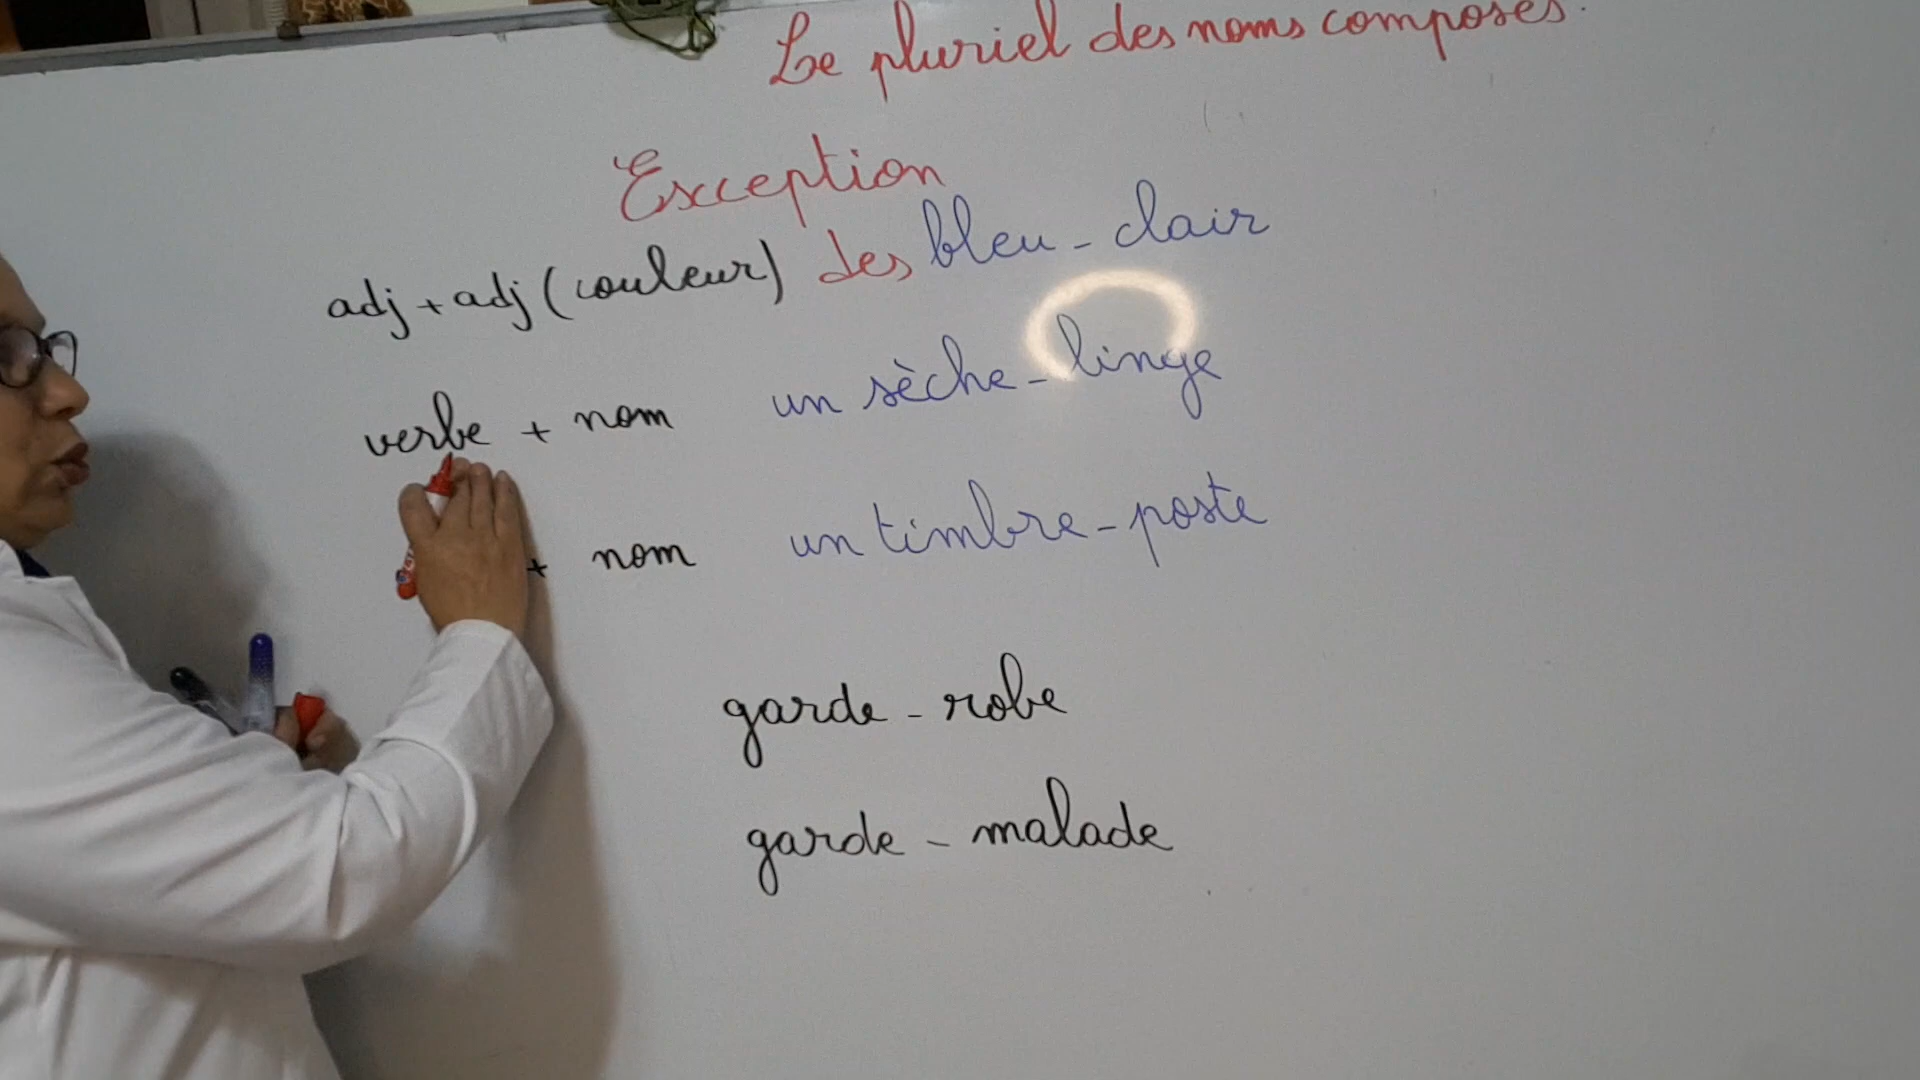 Le pluriel des noms composés.
Exception
adj + adj (couleur) des bleu - clair
verbe + nom un sèche - linge
+ nom un timbre - poste
garde - robe
garde - malade